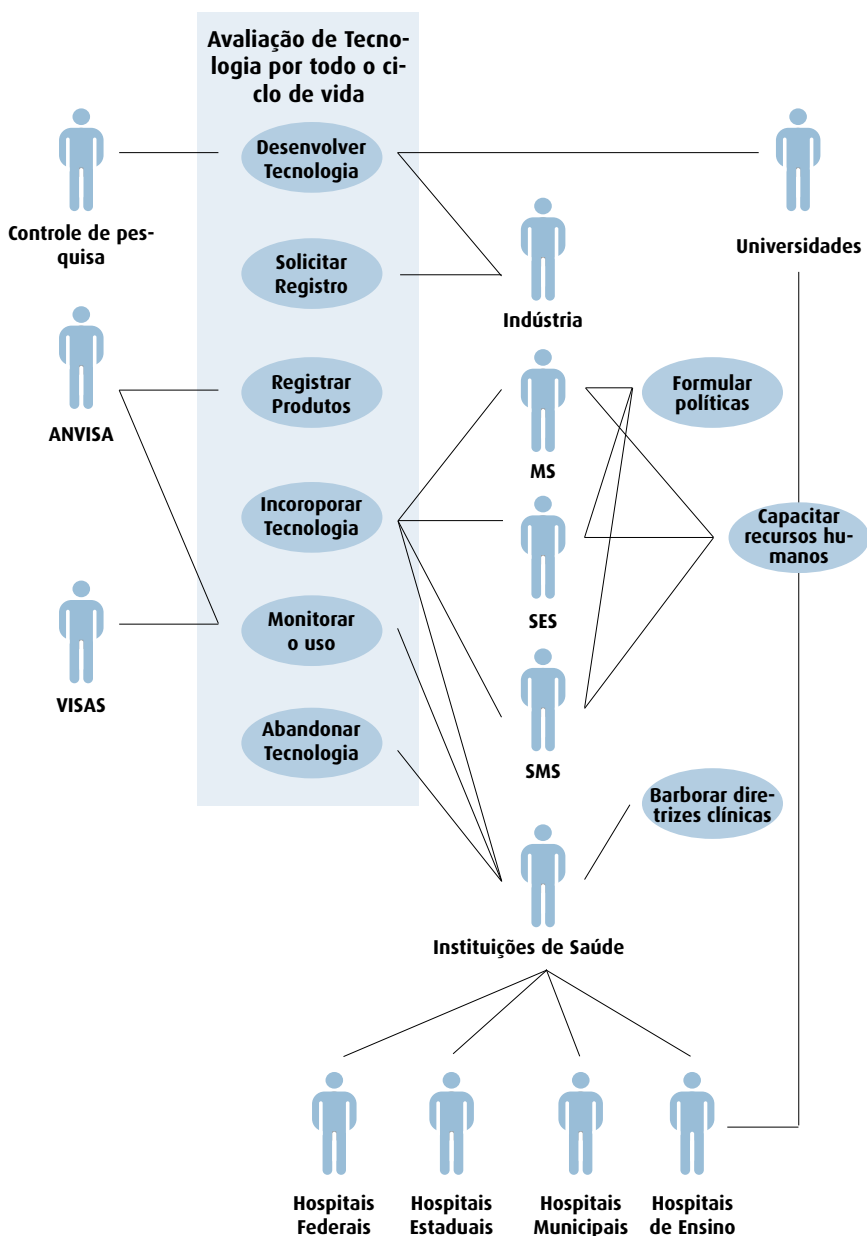 Avaliação de Tecno-
logia por todo o ci-
clo de vida
Desenvolver
Tecnologia
Controle de pes-
quisa
Universidades
Solicitar
Registro
Indústria
Registrar
Produtos
Formular
políticas
ANVISA
MS
Incoroporar
Tecnologia
Capacitar
recursos hu-
manos
SES
Monitorar
o uso
VISAS
Abandonar
Tecnologia
SMS
Barborar dire-
trizes clínicas
Instituições de Saúde
Hospitais
Federais
Hospitais
Estaduais
Hospitais
Municipais
Hospitais
de Ensino